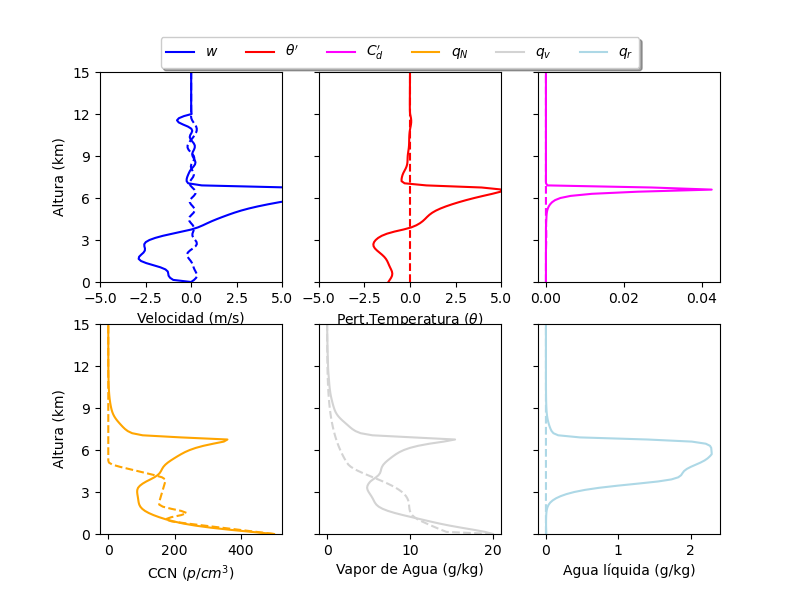 w θ′ C′d qN qv qr
15
12
9
6
3
0
Altura (km)
−5.0 −2.5 0.0 2.5 5.0
Velocidad (m/s)
−5.0 −2.5 0.0 2.5 5.0
Pert.Temperatura (θ)
0.00 0.02 0.04
15
12
9
6
3
0
Altura (km)
0 200 400
CCN (p/cm³)
0 10 20
Vapor de Agua (g/kg)
0 1 2
Agua líquida (g/kg)